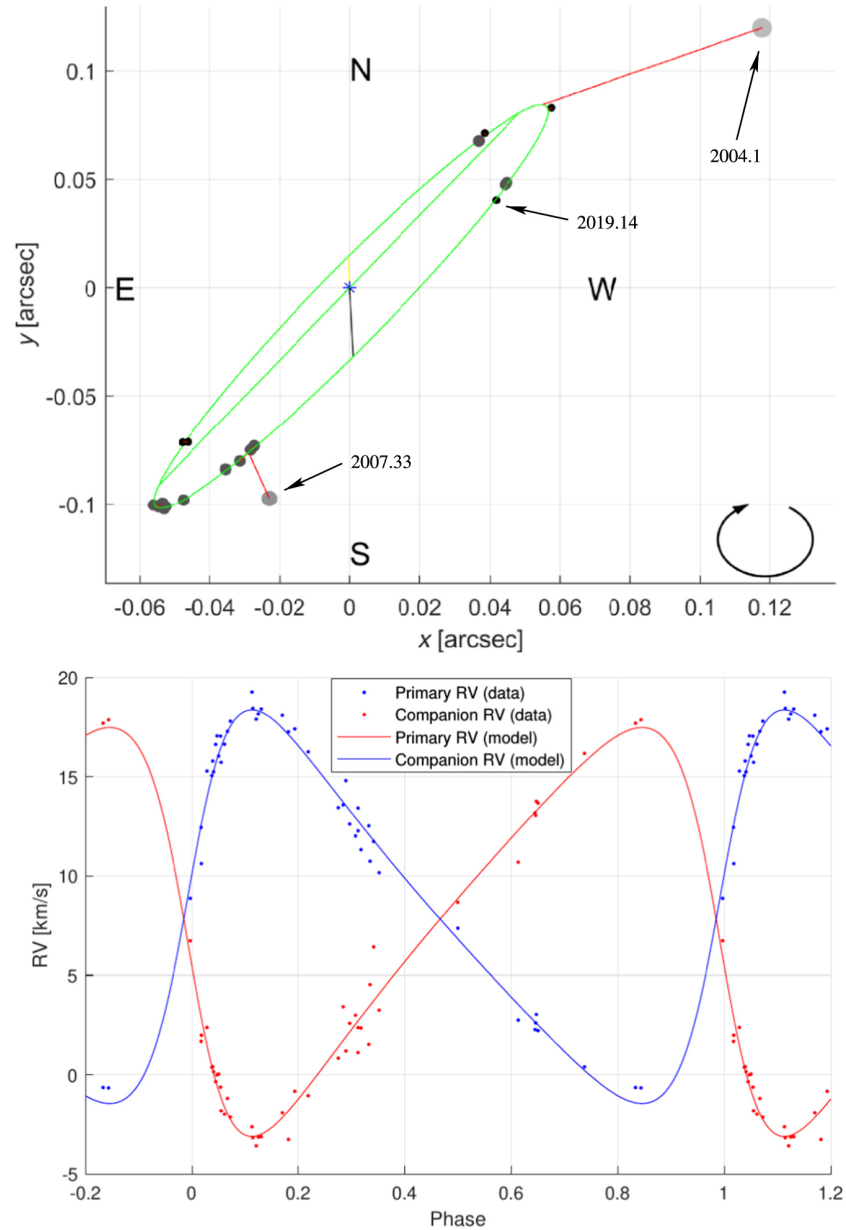 N
0.1
2004.1
0.05
2019.14
y [arcsec]
0
E
W
-0.05
2007.33
-0.1
S
-0.06 -0.04 -0.02 0 0.02 0.04 0.06 0.08 0.1 0.12
x [arcsec]
20
Primary RV (data)
Companion RV (data)
Primary RV (model)
Companion RV (model)
15
10
RV [km/s]
5
0
-5
-0.2 0 0.2 0.4 0.6 0.8 1 1.2
Phase